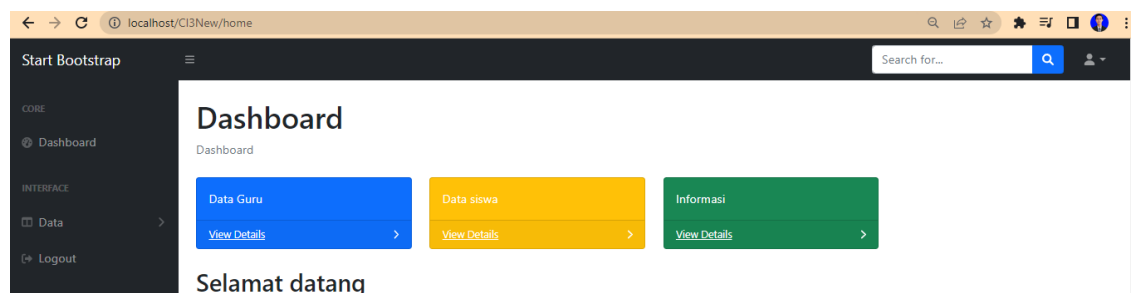 localhost/CI3New/home
Start Bootstrap
Search for...
CORE
Dashboard
INTERFACE
Data
Logout
Dashboard
Dashboard
Data Guru
View Details
Data siswa
View Details
Informasi
View Details
Selamat datang